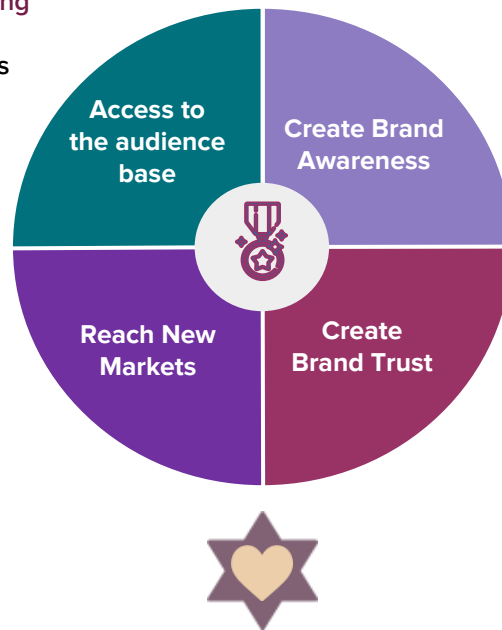 Access to
the audience
base
Create Brand
Awareness
Reach New
Markets
Create
Brand Trust